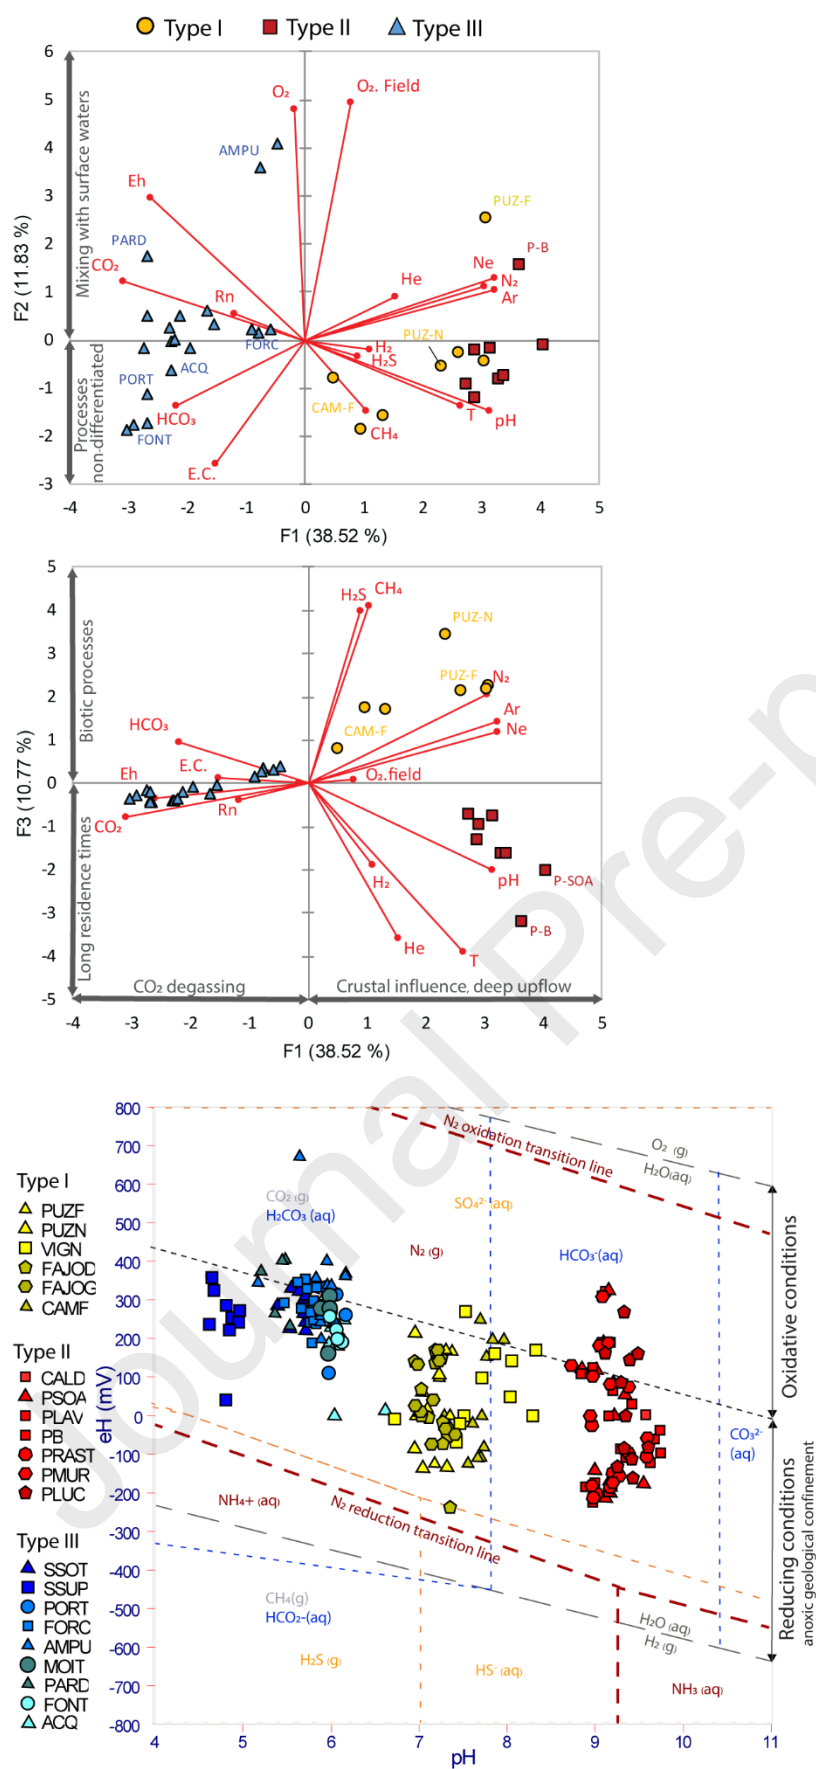 Type I
Type II
Type III
6
5
4
3
2
1
0
-1
-2
-3
F2 (11.83 %)
Mixing with surface waters
Processes
non-differentiated
O₂
O₂. Field
AMPU
Eh
PARD
CO₂
Rn
He
PUZ-F
P-B
Ne
N₂
Ar
FORC
H₂
H₂S
PUZ-N
ACQ
PORT
HCO₃
FONT
E.C.
CAM-F
CH₄
T
pH
-4
-3
-2
-1
0
1
2
3
4
5
F1 (38.52 %)
5
4
3
2
1
0
-1
-2
-3
-4
-5
F3 (10.77 %)
Biotic processes
Long residence times
H₂S
CH₄
PUZ-N
PUZ-F
N₂
Ar
Ne
HCO₃
CAM-F
E.C.
Eh
O₂.field
Rn
CO₂
H₂
pH
P-SOA
P-B
He
T
CO₂ degassing
Crustal influence, deep upflow
-4
-3
-2
-1
0
1
2
3
4
5
F1 (38.52 %)
Journal Pre-p
Type I
PUZF
PUZN
VIGN
FAJOD
FAJOG
CAMF
Type II
CALD
PSOA
PLAV
PB
PRAST
PMUR
PLUC
Type III
SSOT
SSUP
PORT
FORC
AMPU
MOIT
PARD
FONT
ACQ
800
700
600
500
400
300
200
100
0
-100
-200
-300
-400
-500
-600
-700
-800
eH (mV)
N₂ oxidation transition line
O₂ (g)
H₂O(aq)
CO₂ (g)
H₂CO₃ (aq)
SO₄²⁻(aq)
N₂ (g)
HCO₃⁻(aq)
CO₃²⁻
(aq)
NH₄+ (aq)
N₂ reduction transition line
CH₄(g)
HCO₂-(aq)
H₂O (aq)
H₂ (g)
H₂S (g)
HS⁻ (aq)
NH₃ (aq)
Oxidative conditions
Reducing conditions
anoxic geological confinement
4
5
6
7
8
9
10
11
pH